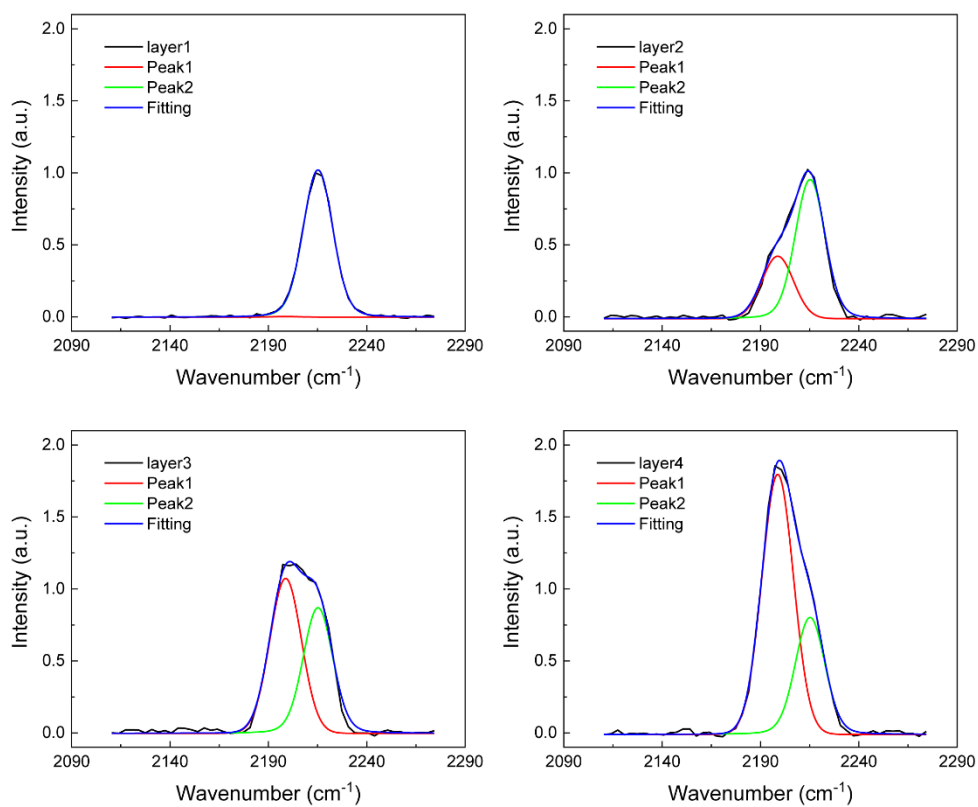 2.0
1.5
1.0
0.5
0.0
Intensity (a.u.)
layer1
Peak1
Peak2
Fitting
2090 2140 2190 2240 2290
Wavenumber (cm⁻¹)
2.0
1.5
1.0
0.5
0.0
Intensity (a.u.)
layer2
Peak1
Peak2
Fitting
2090 2140 2190 2240 2290
Wavenumber (cm⁻¹)
2.0
1.5
1.0
0.5
0.0
Intensity (a.u.)
layer3
Peak1
Peak2
Fitting
2090 2140 2190 2240 2290
Wavenumber (cm⁻¹)
2.0
1.5
1.0
0.5
0.0
Intensity (a.u.)
layer4
Peak1
Peak2
Fitting
2090 2140 2190 2240 2290
Wavenumber (cm⁻¹)